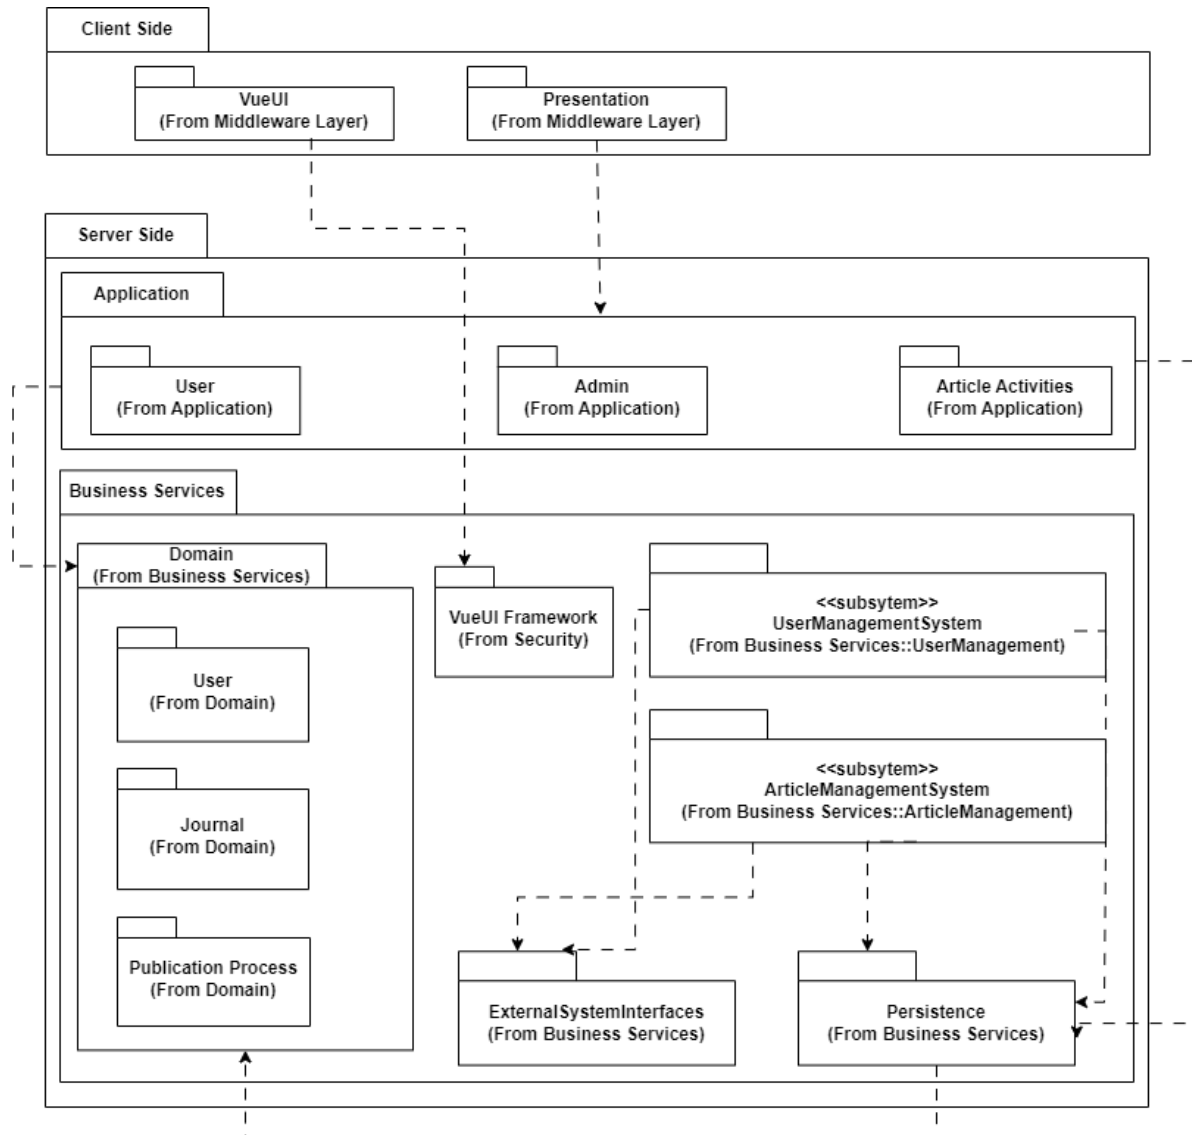 Client Side
VueUI
(From Middleware Layer)
Presentation
(From Middleware Layer)
Server Side
Application
User
(From Application)
Admin
(From Application)
Article Activities
(From Application)
Business Services
Domain
(From Business Services)
User
(From Domain)
Journal
(From Domain)
Publication Process
(From Domain)
VueUI Framework
(From Security)
<<subsytem>>
UserManagementSystem
(From Business Services::UserManagement)
<<subsytem>>
ArticleManagementSystem
(From Business Services::ArticleManagement)
ExternalSystemInterfaces
(From Business Services)
Persistence
(From Business Services)